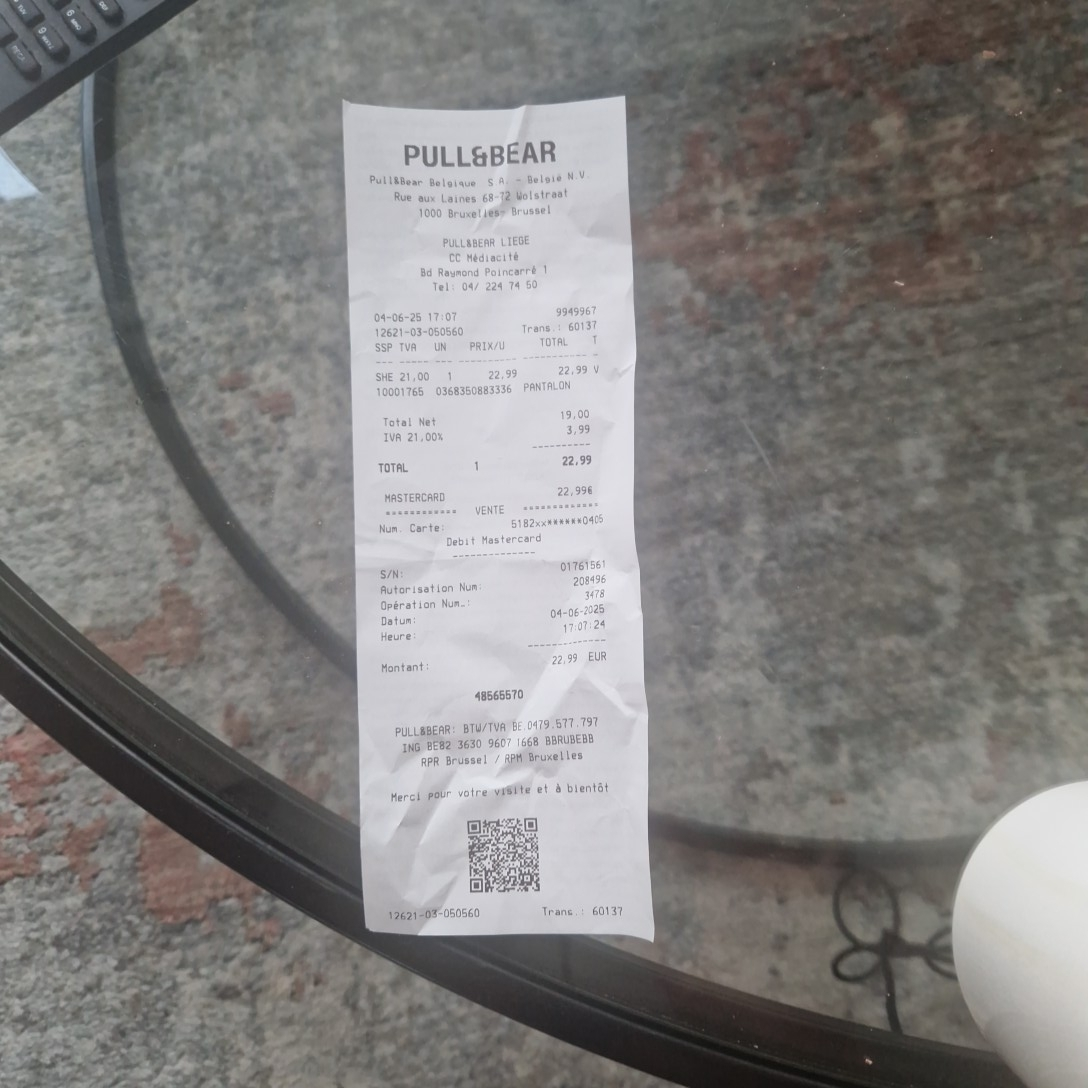 PULL&BEAR
Pull&Bear Belgique S A. - België N.V.
Rue aux Laines 68-72 Wolstraat
1000 Bruxelles- Brussel
PULL&BEAR LIEGE
CC Médiacité
Bd Raymond Poincarré 1
Tel: 04/ 224 74 50
04-06-25 17:07 9949967
12621-03-050560 Trans.: 60137
SSP TVA UN PRIX/U TOTAL T
SHE 21,00 1 22,99 22,99 V
10001765 0368350883336 PANTALON
Total Net 19,00
IVA 21,00% 3,99
TOTAL 1 22,99
MASTERCARD 22,99€
============ VENTE =============
Num. Carte: 5182xx******0405
Debit Mastercard
S/N: 01761561
Autorisation Num: 208496
Opération Num.: 3478
Datum: 04-06-2025
Heure: 17:07:24
Montant: 22,99 EUR
48565570
PULL&BEAR: BTW/TVA BE.0479.577.797
ING BE82 3630 9607 1668 BBRUBEBB
RPR Brussel / RPM Bruxelles
Merci pour votre visite et à bientôt
12621-03-050560 Trans.: 60137